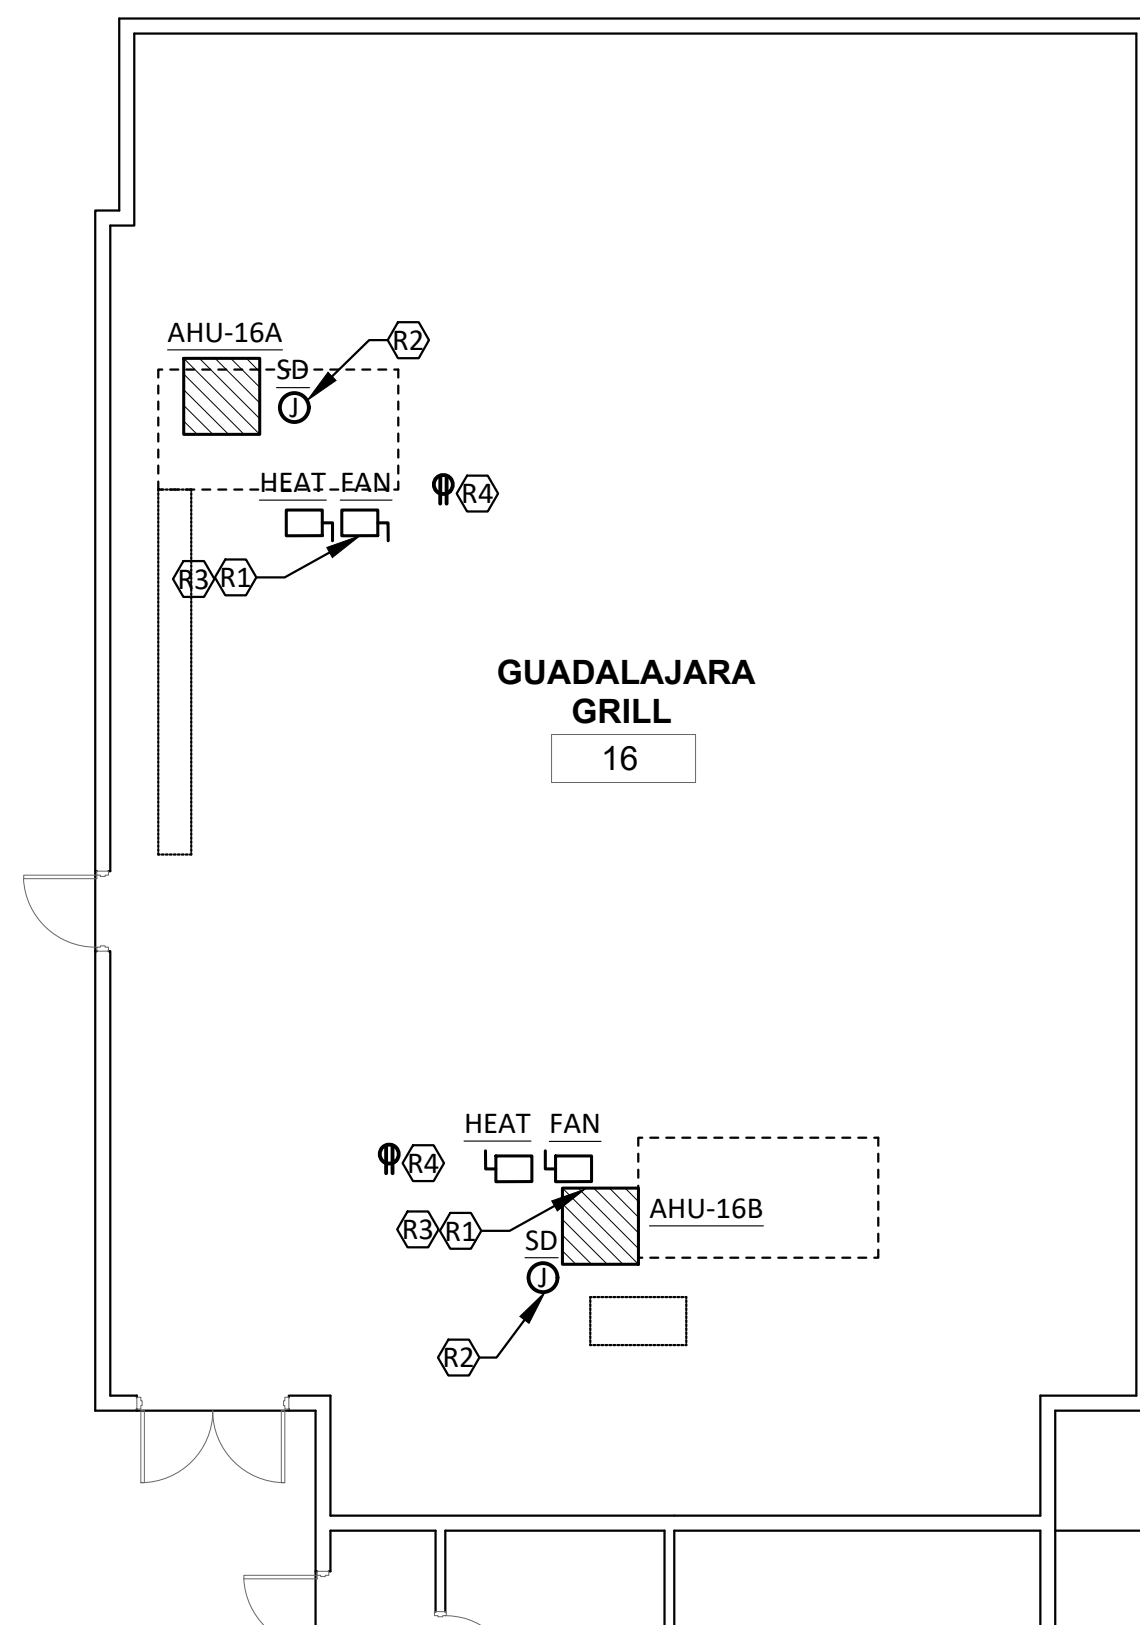 AHU-16A
R2
SD
J
HEAT FAN
R4
R3 R1
GUADALAJARA
GRILL
16
HEAT FAN
R4
AHU-16B
R3 R1
SD
J
R2